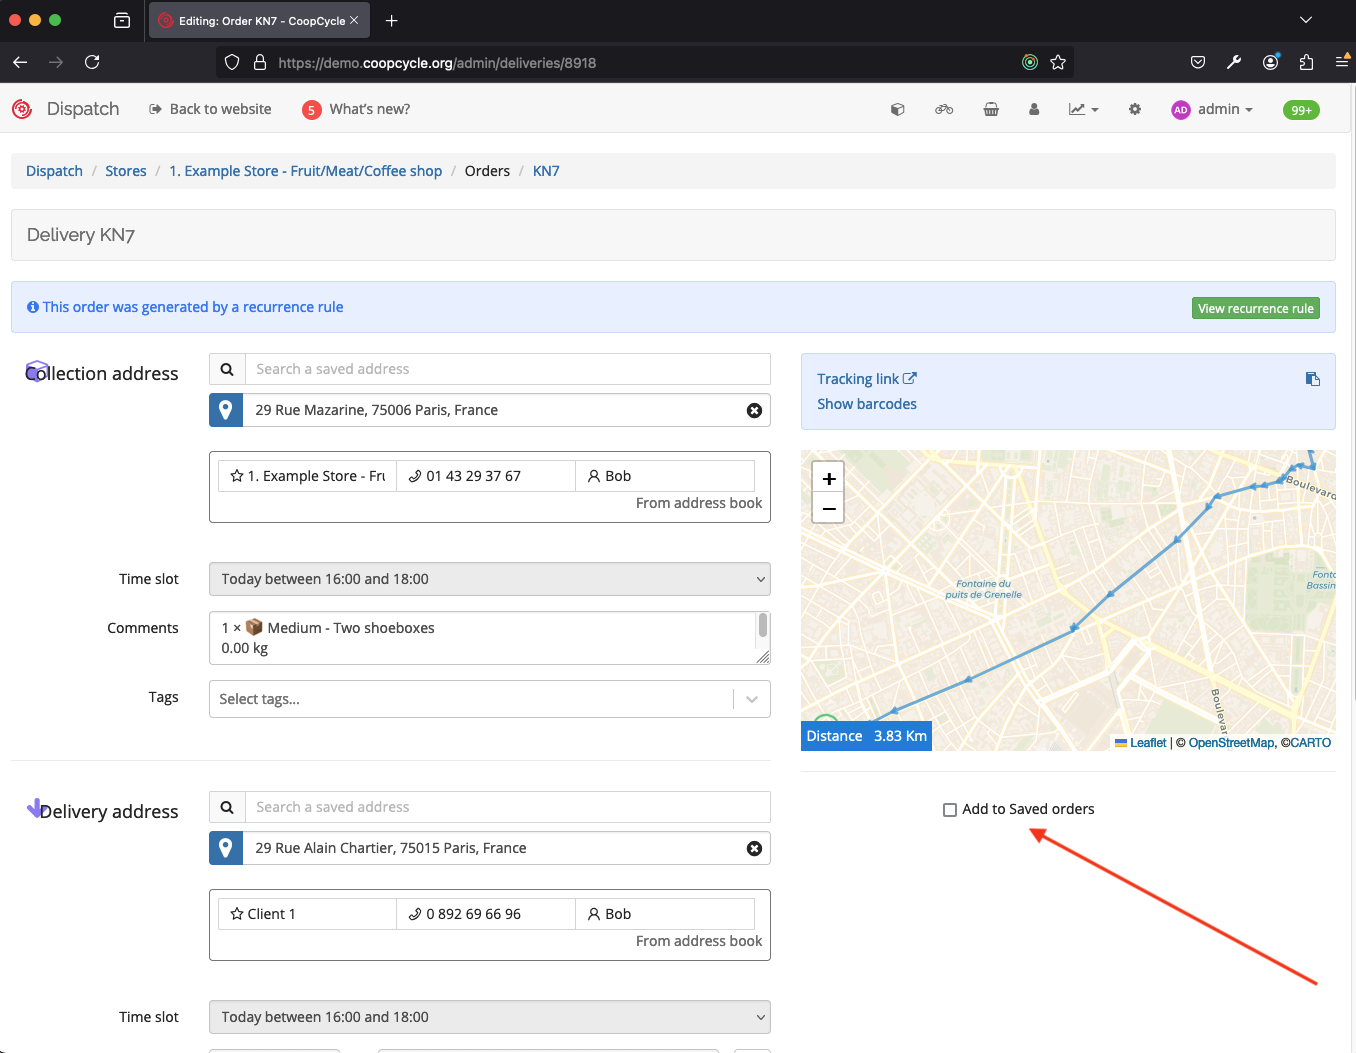 Editing: Order KN7 - CoopCycle
https://demo.coopcycle.org/admin/deliveries/8918
Dispatch
Back to website
5 What's new?
AD admin
99+
Dispatch / Stores / 1. Example Store - Fruit/Meat/Coffee shop / Orders / KN7
Delivery KN7
This order was generated by a recurrence rule
View recurrence rule
Collection address
Search a saved address
29 Rue Mazarine, 75006 Paris, France
1. Example Store - Fru
01 43 29 37 67
Bob
From address book
Time slot
Today between 16:00 and 18:00
Comments
1 × 📦 Medium - Two shoeboxes
0.00 kg
Tags
Select tags...
Tracking link
Show barcodes
+
−
Boulevard
Fontaine du
puits de Grenelle
Fonta
Bassin
Boulevar
Distance 3.83 Km
Leaflet | © OpenStreetMap, ©CARTO
Delivery address
Search a saved address
29 Rue Alain Chartier, 75015 Paris, France
Client 1
0 892 69 66 96
Bob
From address book
Time slot
Today between 16:00 and 18:00
Add to Saved orders